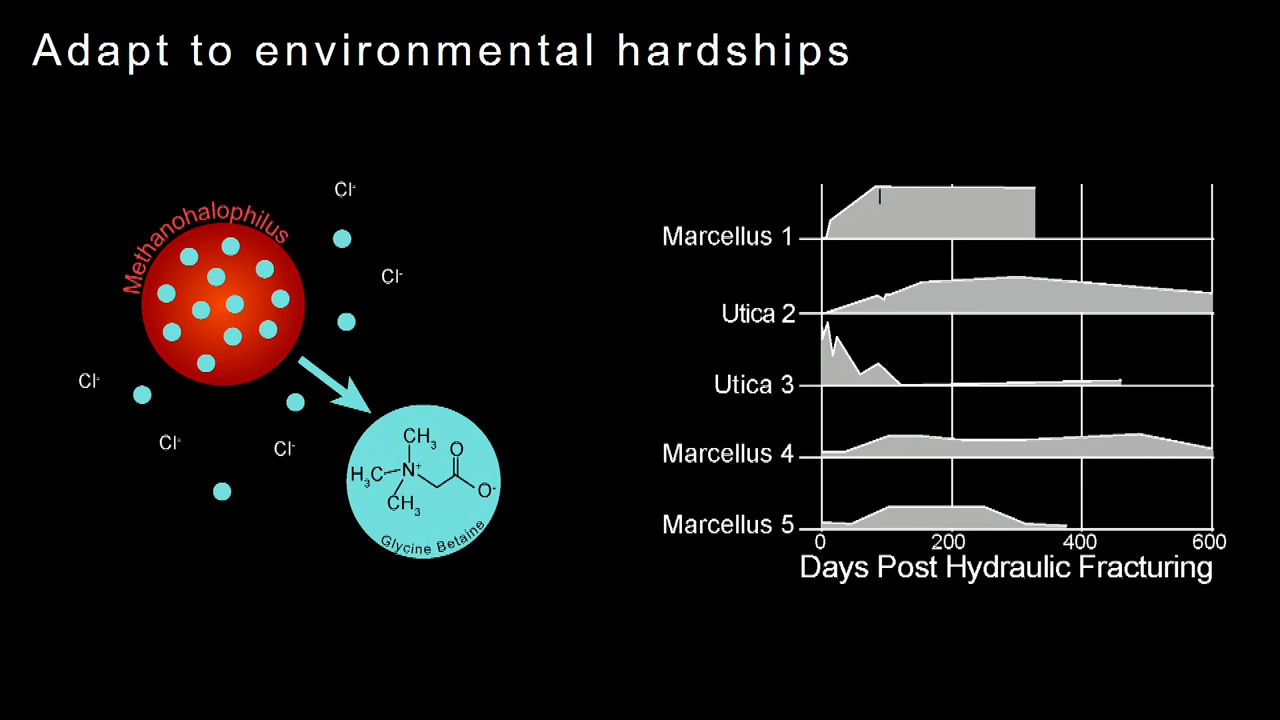 Adapt to environmental hardships
Methanohalophilus
Cl⁻
Cl⁻
Cl⁻
Cl⁻
Cl⁻
CH₃
O
H₃C
N⁺
O⁻
CH₃
Glycine Betaine
Marcellus 1
Utica 2
Utica 3
Marcellus 4
Marcellus 5
0 200 400 600
Days Post Hydraulic Fracturing